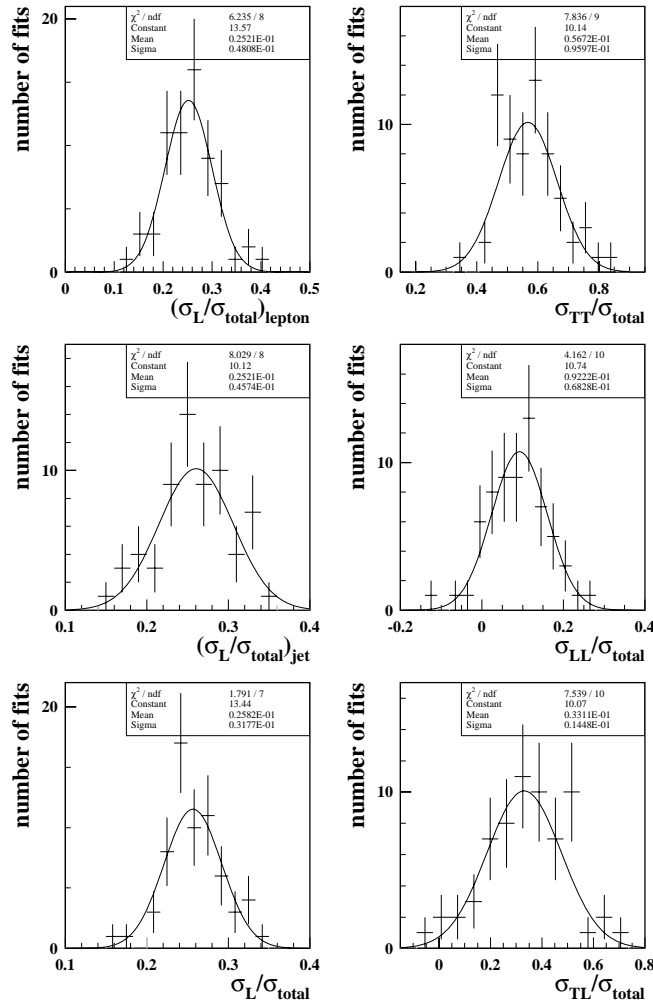 number of fits
20
10
0
0 0.1 0.2 0.3 0.4 0.5
(σL/σtotal)lepton
χ2 / ndf 6.235 / 8
Constant 13.57
Mean 0.2521E-01
Sigma 0.4808E-01
number of fits
10
0
0.2 0.4 0.6 0.8
σTT/σtotal
χ2 / ndf 7.836 / 9
Constant 10.14
Mean 0.5672E-01
Sigma 0.9597E-01
number of fits
10
0
0.1 0.2 0.3 0.4
(σL/σtotal)jet
χ2 / ndf 8.029 / 8
Constant 10.12
Mean 0.2521E-01
Sigma 0.4574E-01
number of fits
10
0
-0.2 0 0.2 0.4
σLL/σtotal
χ2 / ndf 4.162 / 10
Constant 10.74
Mean 0.9222E-01
Sigma 0.6828E-01
number of fits
20
10
0
0.1 0.2 0.3 0.4
σL/σtotal
χ2 / ndf 1.791 / 7
Constant 13.44
Mean 0.2582E-01
Sigma 0.3177E-01
number of fits
10
0
0 0.2 0.4 0.6 0.8
σTL/σtotal
χ2 / ndf 7.539 / 10
Constant 10.07
Mean 0.3311E-01
Sigma 0.1448E-01